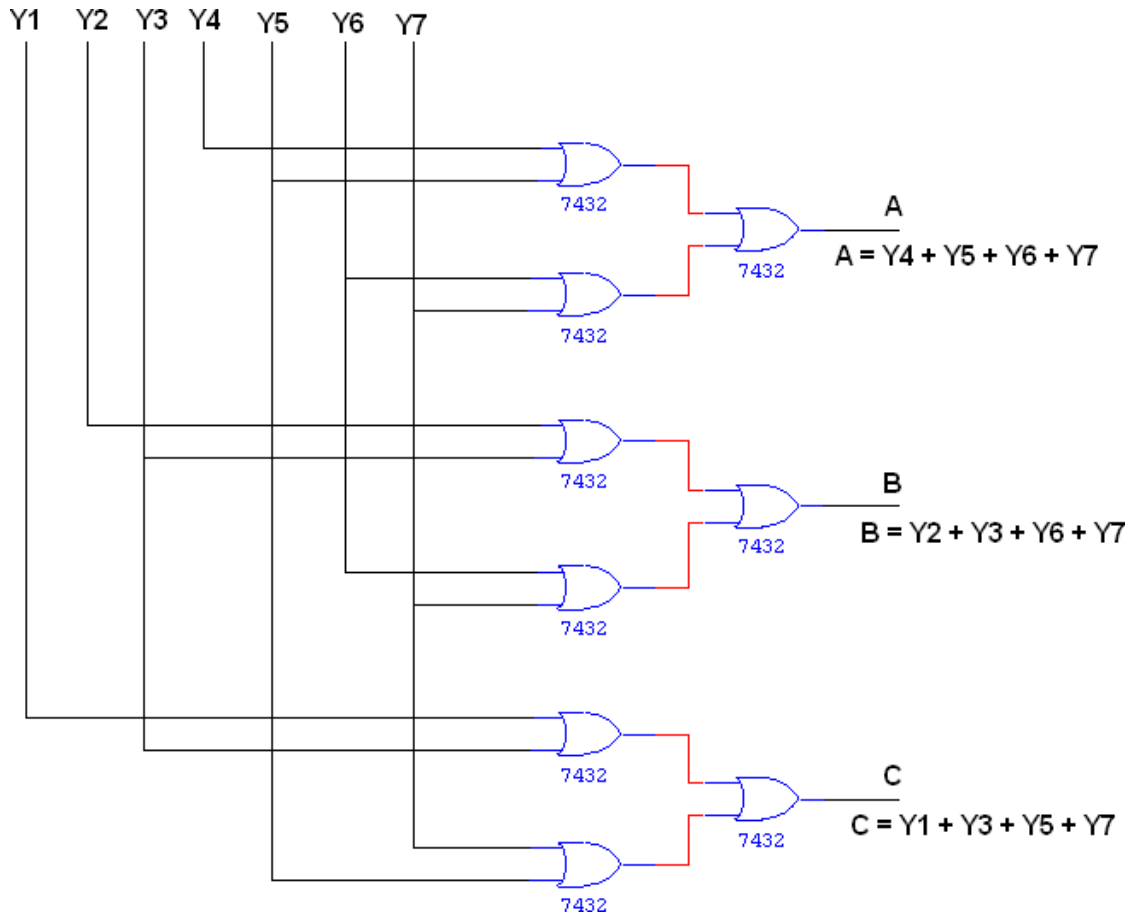 Y1 Y2 Y3 Y4 Y5 Y6 Y7
7432
A
7432
A = Y4 + Y5 + Y6 + Y7
7432
7432
B
7432
B = Y2 + Y3 + Y6 + Y7
7432
7432
C
7432
C = Y1 + Y3 + Y5 + Y7
7432